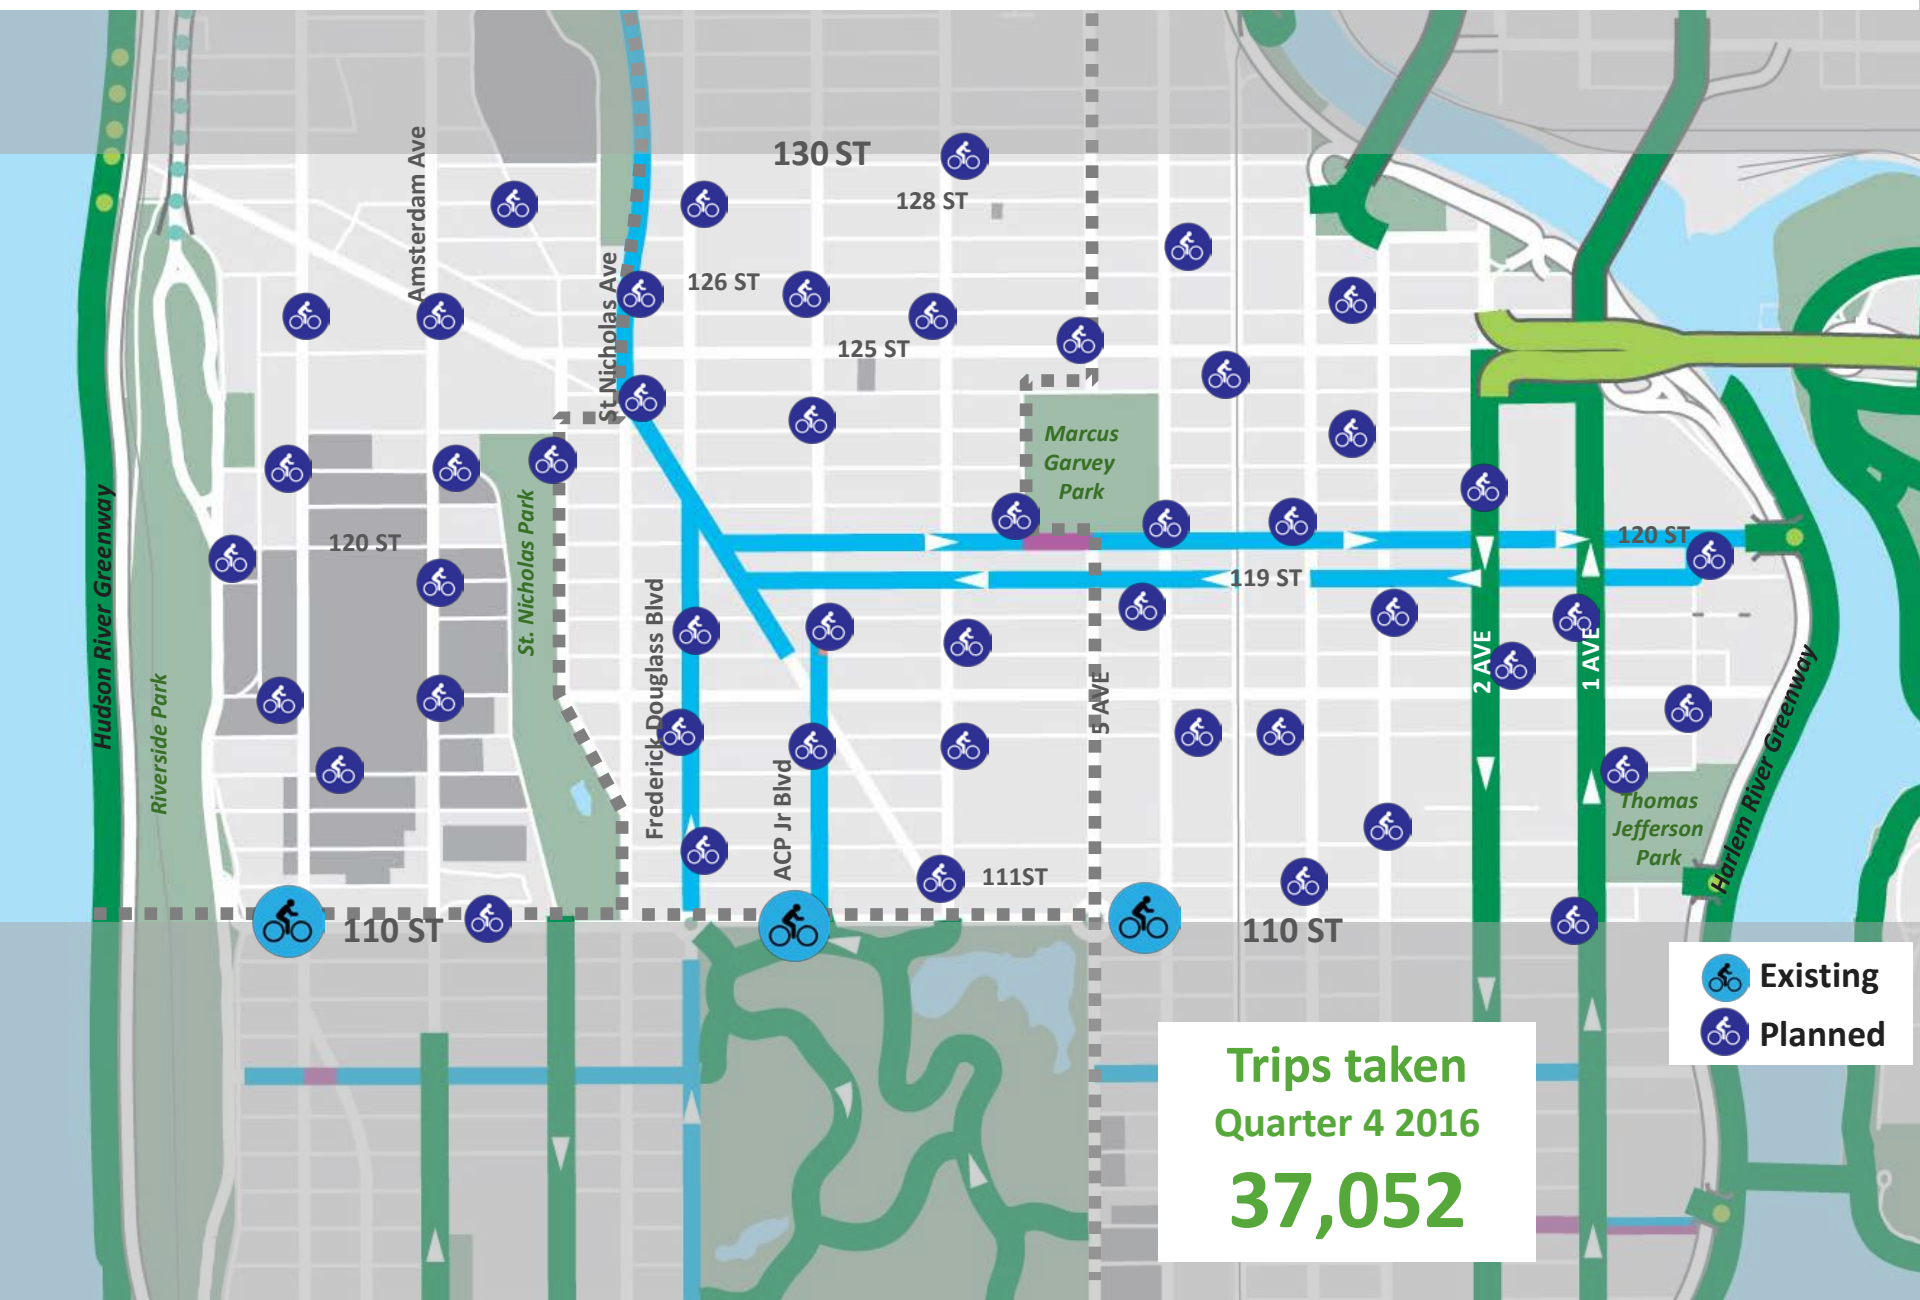 130 ST
Amsterdam Ave
128 ST
St Nicholas Ave
126 ST
125 ST
Marcus
Garvey
Park
Hudson River Greenway
120 ST
St. Nicholas Park
120 ST
119 ST
Riverside Park
Frederick Douglass Blvd
ACP Jr Blvd
5 AVE
2 AVE
1 AVE
Harlem River Greenway
Thomas
Jefferson
Park
111ST
110 ST
110 ST
Existing
Planned
Trips taken
Quarter 4 2016
37,052